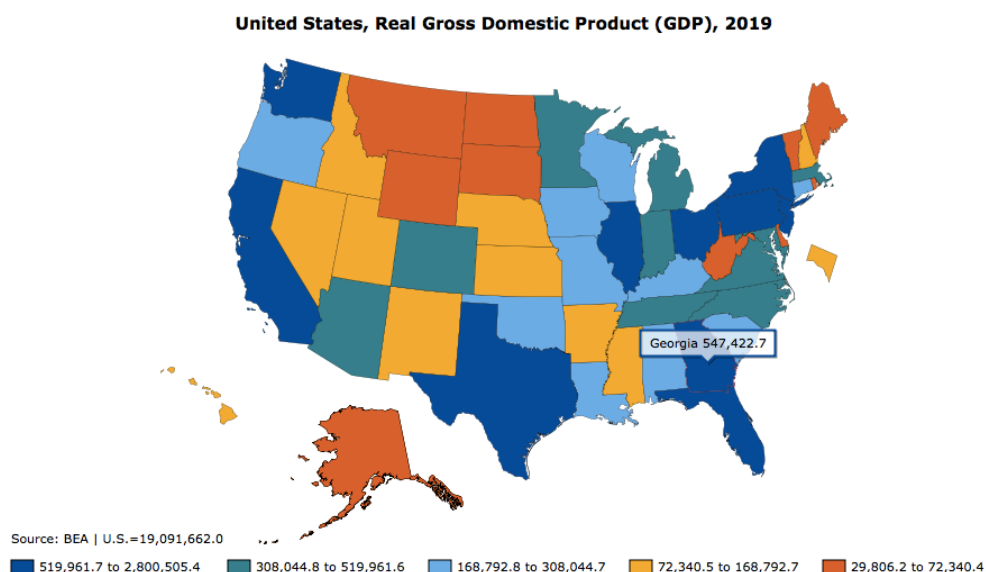 United States, Real Gross Domestic Product (GDP), 2019
Georgia 547,422.7
Source: BEA | U.S.=19,091,662.0
519,961.7 to 2,800,505.4
308,044.8 to 519,961.6
168,792.8 to 308,044.7
72,340.5 to 168,792.7
29,806.2 to 72,340.4